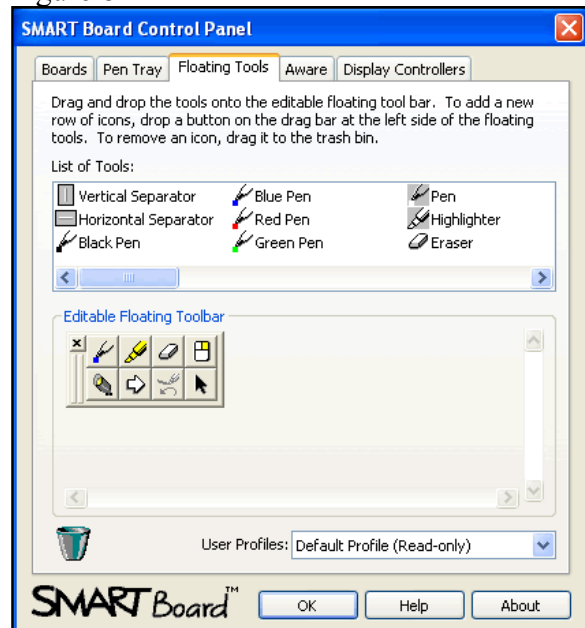 SMART Board Control Panel
Boards Pen Tray Floating Tools Aware Display Controllers
Drag and drop the tools onto the editable floating tool bar. To add a new
row of icons, drop a button on the drag bar at the left side of the floating
tools. To remove an icon, drag it to the trash bin.
List of Tools:
Vertical Separator Blue Pen Pen
Horizontal Separator Red Pen Highlighter
Black Pen Green Pen Eraser
Editable Floating Toolbar
User Profiles: Default Profile (Read-only)
SMART Board™ OK Help About